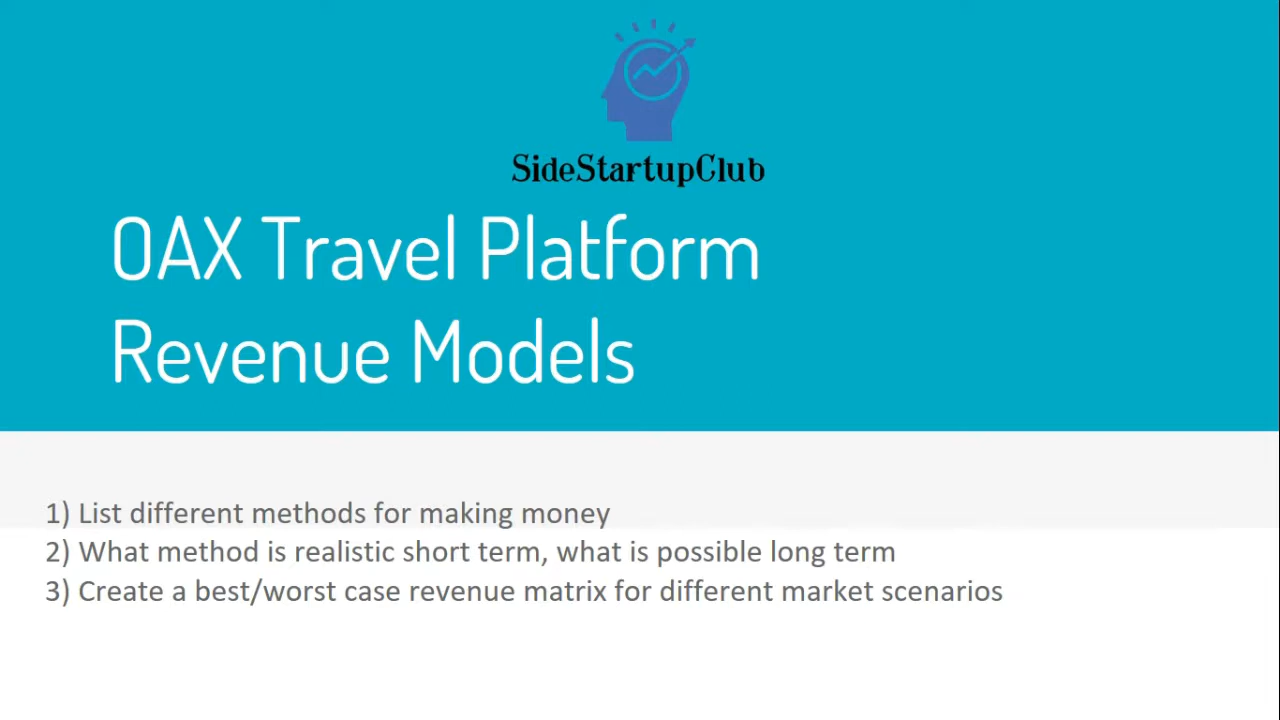 SideStartupClub
OAX Travel Platform
Revenue Models
1) List different methods for making money
2) What method is realistic short term, what is possible long term
3) Create a best/worst case revenue matrix for different market scenarios